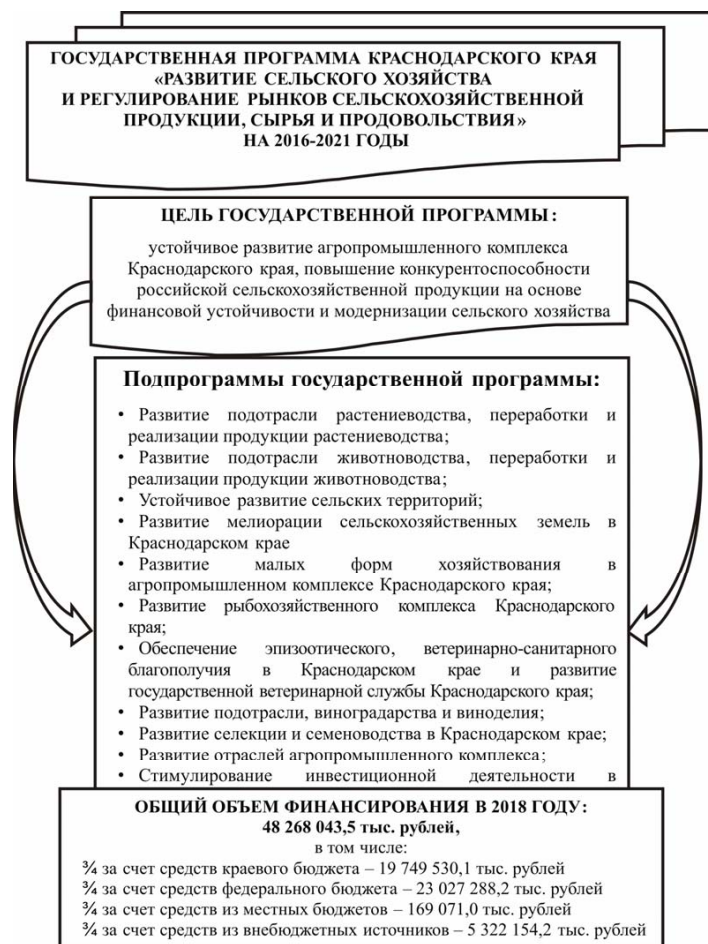 ГОСУДАРСТВЕННАЯ ПРОГРАММА КРАСНОДАРСКОГО КРАЯ
«РАЗВИТИЕ СЕЛЬСКОГО ХОЗЯЙСТВА
И РЕГУЛИРОВАНИЕ РЫНКОВ СЕЛЬСКОХОЗЯЙСТВЕННОЙ
ПРОДУКЦИИ, СЫРЬЯ И ПРОДОВОЛЬСТВИЯ»
НА 2016-2021 ГОДЫ
ЦЕЛЬ ГОСУДАРСТВЕННОЙ ПРОГРАММЫ:
устойчивое развитие агропромышленного комплекса
Краснодарского края, повышение конкурентоспособности
российской сельскохозяйственной продукции на основе
финансовой устойчивости и модернизации сельского хозяйства
Подпрограммы государственной программы:
• Развитие подотрасли растениеводства, переработки и
реализации продукции растениеводства;
• Развитие подотрасли животноводства, переработки и
реализации продукции животноводства;
• Устойчивое развитие сельских территорий;
• Развитие мелиорации сельскохозяйственных земель в
Краснодарском крае
• Развитие малых форм хозяйствования в
агропромышленном комплексе Краснодарского края;
• Развитие рыбохозяйственного комплекса Краснодарского
края;
• Обеспечение эпизоотического, ветеринарно-санитарного
благополучия в Краснодарском крае и развитие
государственной ветеринарной службы Краснодарского края;
• Развитие подотрасли, виноградарства и виноделия;
• Развитие селекции и семеноводства в Краснодарском крае;
• Развитие отраслей агропромышленного комплекса;
• Стимулирование инвестиционной деятельности в
ОБЩИЙ ОБЪЕМ ФИНАНСИРОВАНИЯ В 2018 ГОДУ:
48 268 043,5 тыс. рублей,
в том числе:
¾ за счет средств краевого бюджета – 19 749 530,1 тыс. рублей
¾ за счет средств федерального бюджета – 23 027 288,2 тыс. рублей
¾ за счет средств из местных бюджетов – 169 071,0 тыс. рублей
¾ за счет средств из внебюджетных источников – 5 322 154,2 тыс. рублей